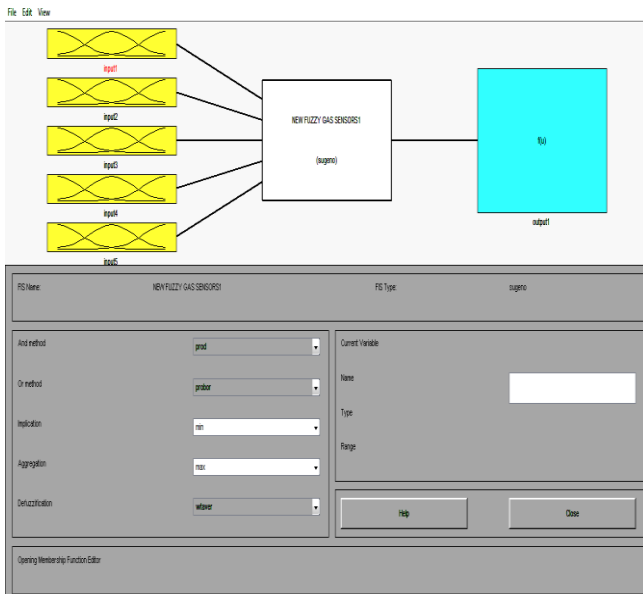 File Edit View
input1
input2
input3
input4
input5
NEW FUZZY GAS SENSORS1
(sugeno)
f(u)
output1
FIS Name: NEW FUZZY GAS SENSORS1 FIS Type: sugeno
And method prod
Or method probor
Implication min
Aggregation max
Defuzzification wtaver
Current Variable
Name
Type
Range
Help Close
Opening Membership Function Editor